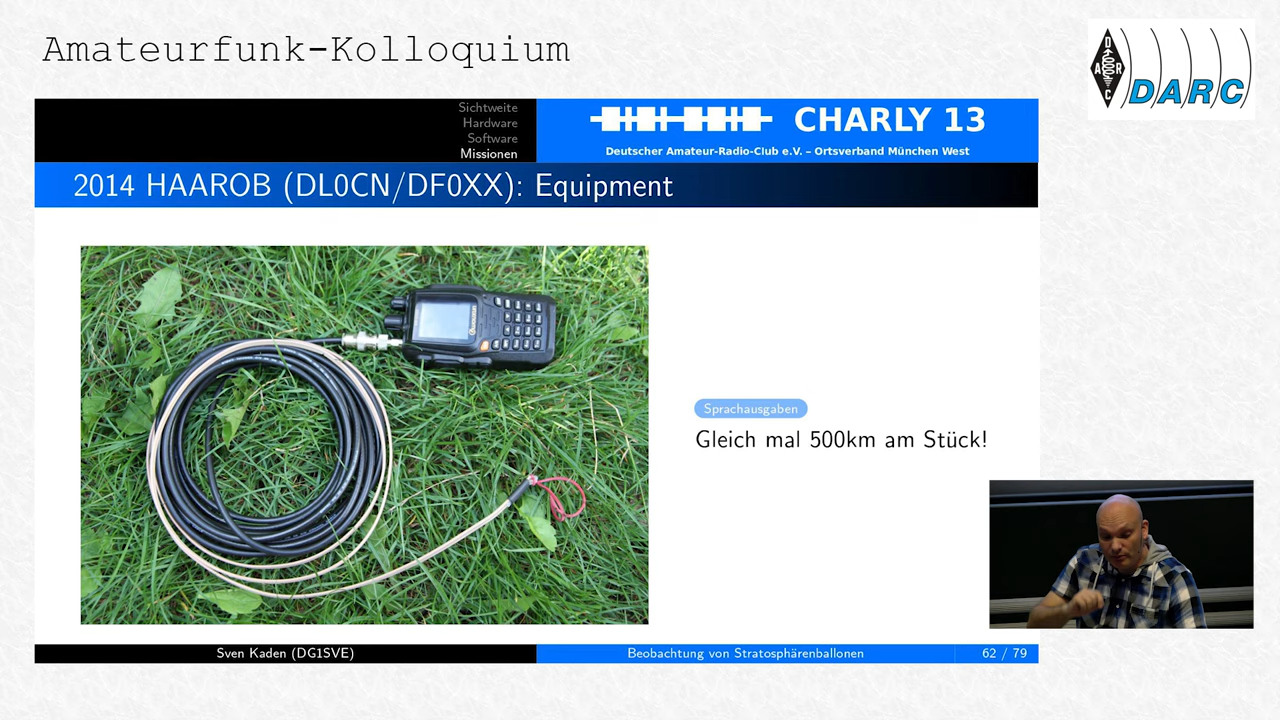 Amateurfunk-Kolloquium
DARC
DARC
Sichtweite
Hardware
Software
Missionen
CHARLY 13
Deutscher Amateur-Radio-Club e.V. – Ortsverband München West
2014 HAAROB (DL0CN/DF0XX): Equipment
Sprachausgaben
Gleich mal 500km am Stück!
Sven Kaden (DG1SVE)
Beobachtung von Stratosphärenballonen
62 / 79